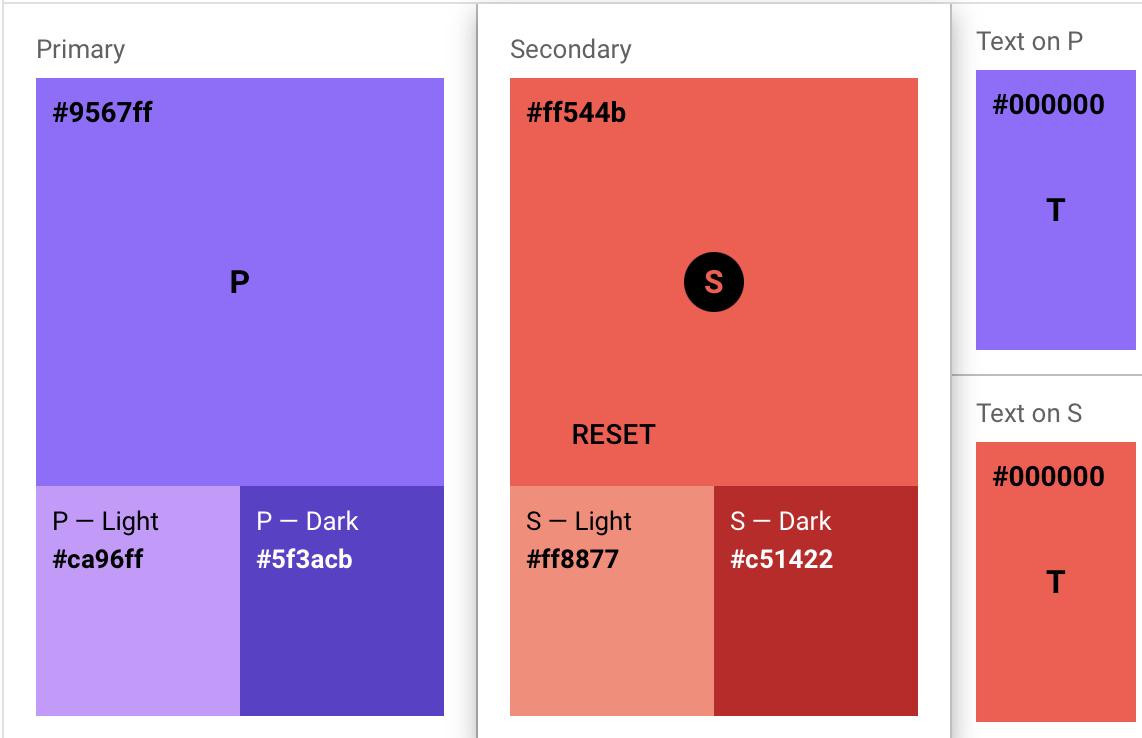 Primary
#9567ff
P
P — Light
#ca96ff
P — Dark
#5f3acb
Secondary
#ff544b
S
RESET
S — Light
#ff8877
S — Dark
#c51422
Text on P
#000000
T
Text on S
#000000
T